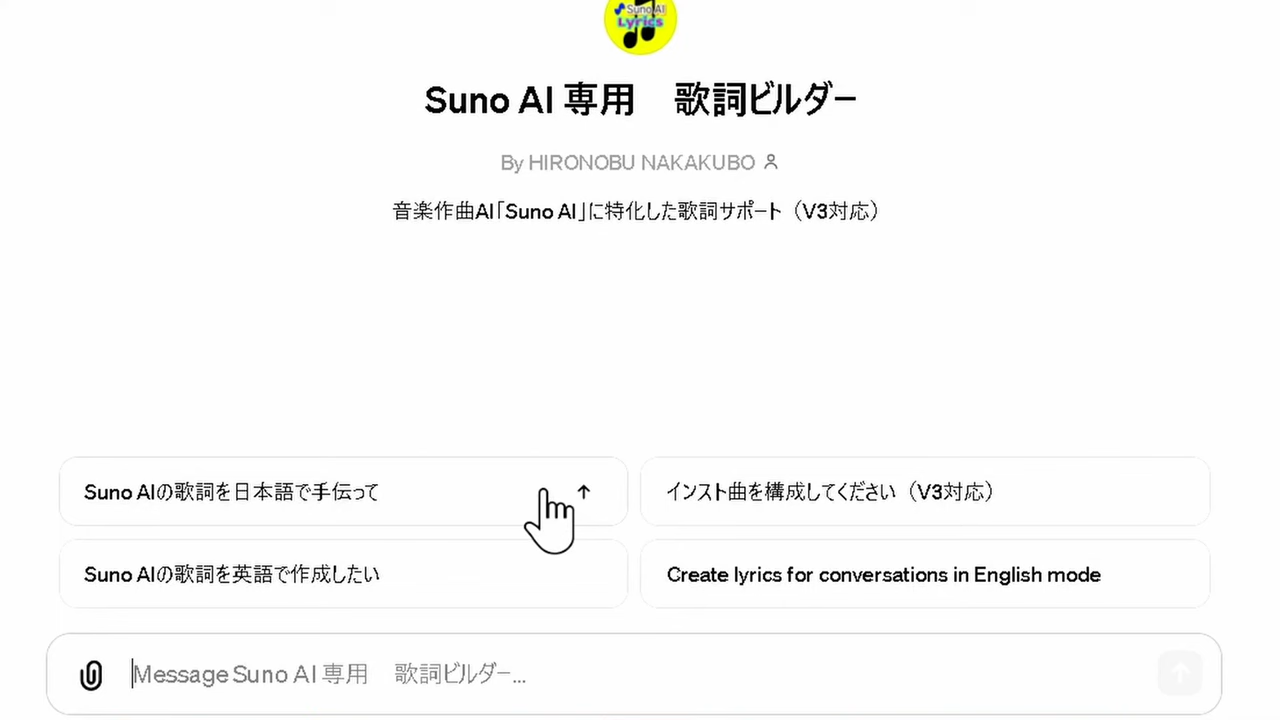 Suno AI
Lyrics
Suno AI 専用　歌詞ビルダー
By HIRONOBU NAKAKUBO
音楽作曲AI「Suno AI」に特化した歌詞サポート（V3対応）
Suno AIの歌詞を日本語で手伝って
インスト曲を構成してください（V3対応）
Suno AIの歌詞を英語で作成したい
Create lyrics for conversations in English mode
Message Suno AI 専用　歌詞ビルダー...